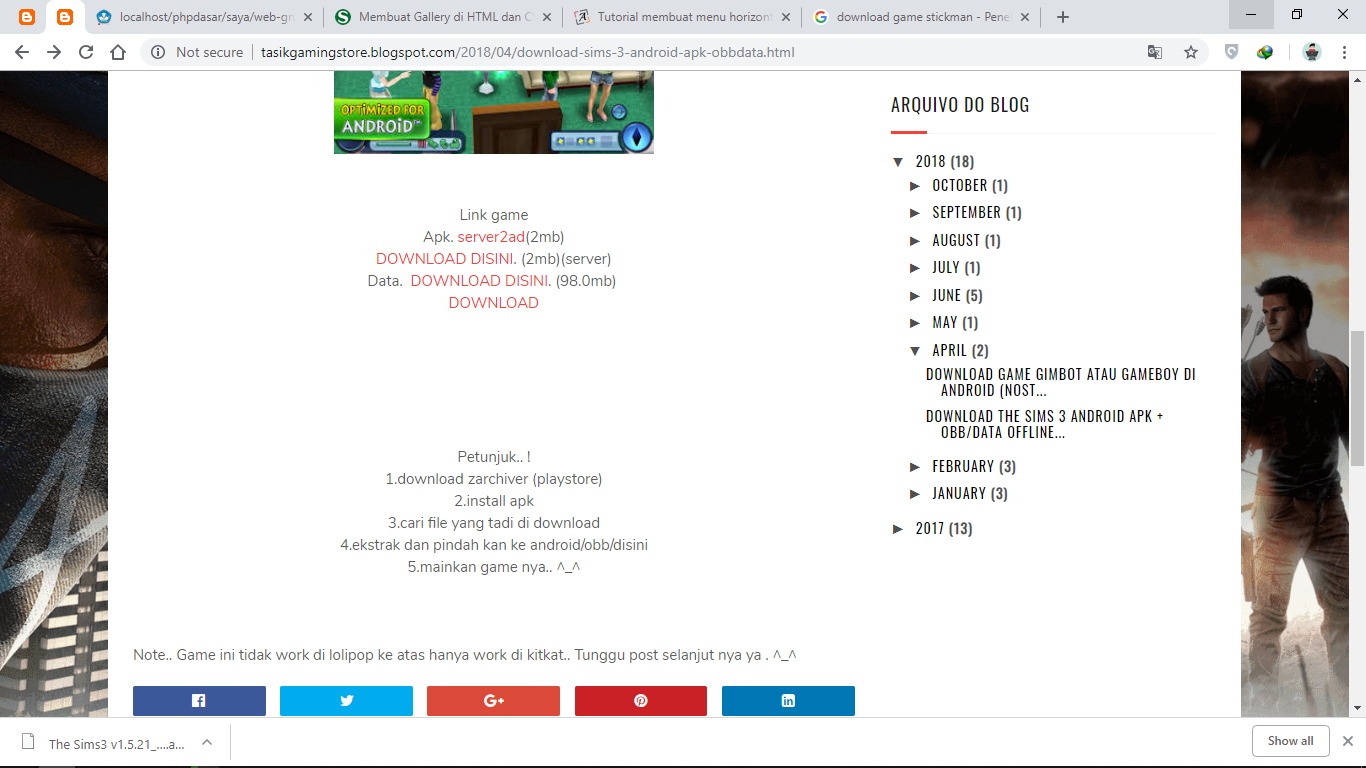 localhost/phpdasar/saya/web-gr
Membuat Gallery di HTML dan C
Tutorial membuat menu horizont
download game stickman - Pene
Not secure
tasikgamingstore.blogspot.com/2018/04/download-sims-3-android-apk-obbdata.html
OPTIMIZED FOR
ANDROID™
Link game
Apk. server2ad(2mb)
DOWNLOAD DISINI. (2mb)(server)
Data. DOWNLOAD DISINI. (98.0mb)
DOWNLOAD
Petunjuk.. !
1.download zarchiver (playstore)
2.install apk
3.cari file yang tadi di download
4.ekstrak dan pindah kan ke android/obb/disini
5.mainkan game nya.. ^_^
Note.. Game ini tidak work di lolipop ke atas hanya work di kitkat.. Tunggu post selanjut nya ya . ^_^
ARQUIVO DO BLOG
▼ 2018 (18)
► OCTOBER (1)
► SEPTEMBER (1)
► AUGUST (1)
► JULY (1)
► JUNE (5)
► MAY (1)
▼ APRIL (2)
DOWNLOAD GAME GIMBOT ATAU GAMEBOY DI
ANDROID (NOST...
DOWNLOAD THE SIMS 3 ANDROID APK +
OBB/DATA OFFLINE...
► FEBRUARY (3)
► JANUARY (3)
► 2017 (13)
The Sims3 v1.5.21_....a...
Show all